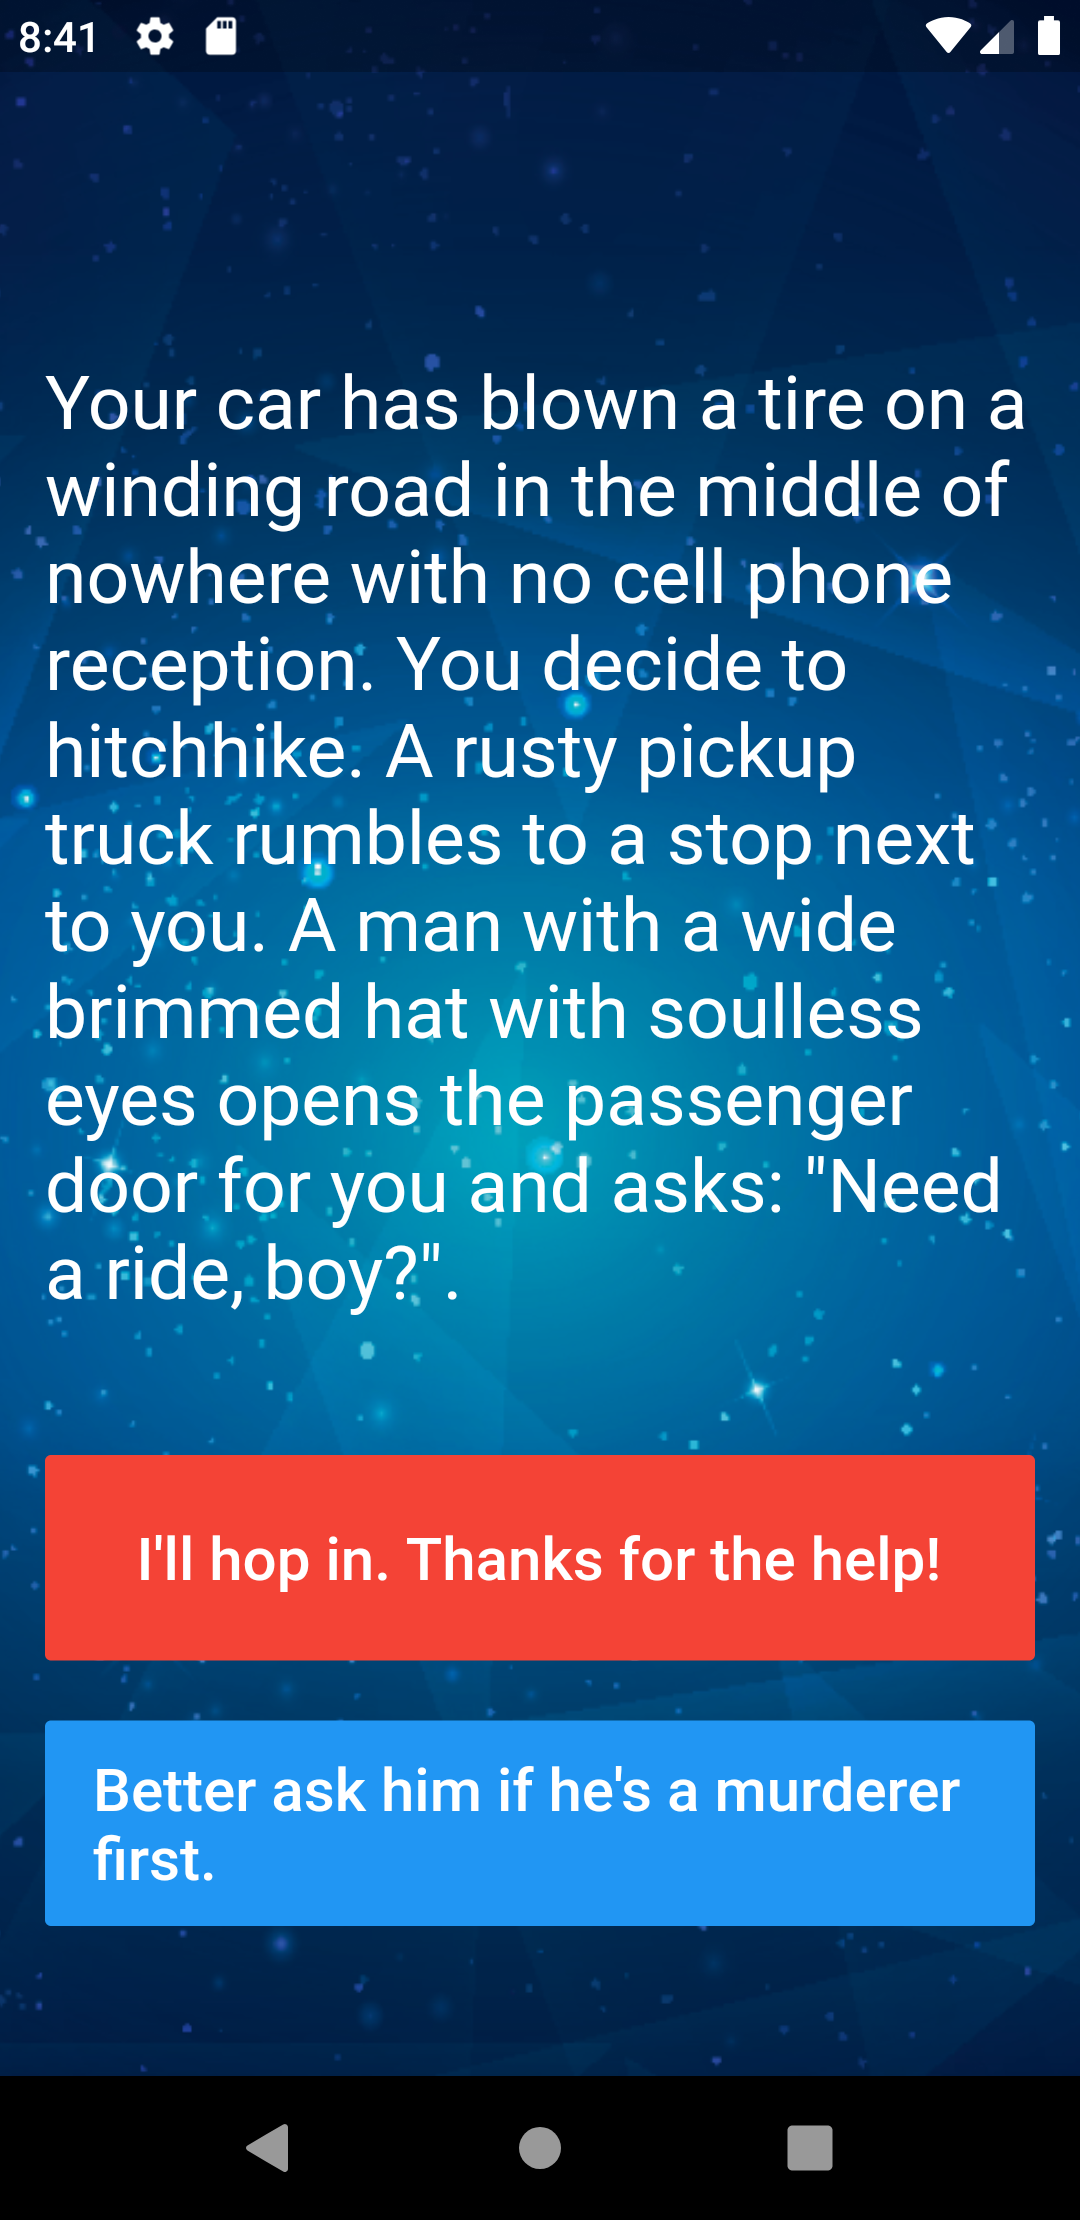 8:41
Your car has blown a tire on a
winding road in the middle of
nowhere with no cell phone
reception. You decide to
hitchhike. A rusty pickup
truck rumbles to a stop next
to you. A man with a wide
brimmed hat with soulless
eyes opens the passenger
door for you and asks: "Need
a ride, boy?".
I'll hop in. Thanks for the help!
Better ask him if he's a murderer
first.